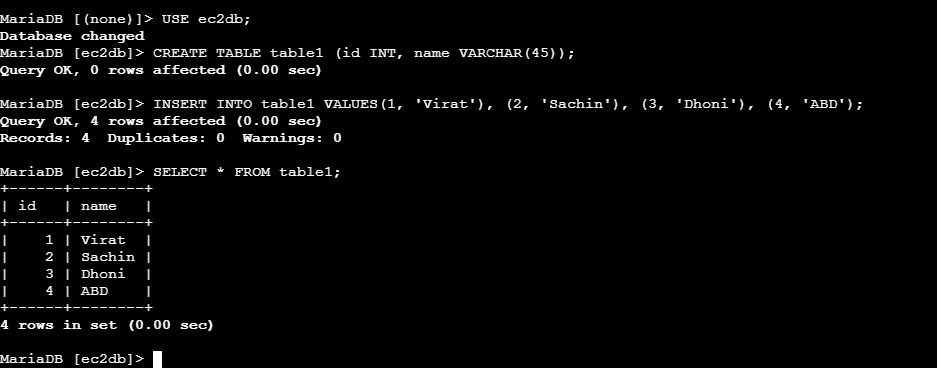 MariaDB [(none)]> USE ec2db;
Database changed
MariaDB [ec2db]> CREATE TABLE table1 (id INT, name VARCHAR(45));
Query OK, 0 rows affected (0.00 sec)

MariaDB [ec2db]> INSERT INTO table1 VALUES(1, 'Virat'), (2, 'Sachin'), (3, 'Dhoni'), (4, 'ABD');
Query OK, 4 rows affected (0.00 sec)
Records: 4  Duplicates: 0  Warnings: 0

MariaDB [ec2db]> SELECT * FROM table1;
+------+--------+
| id   | name   |
+------+--------+
|    1 | Virat  |
|    2 | Sachin |
|    3 | Dhoni  |
|    4 | ABD    |
+------+--------+
4 rows in set (0.00 sec)

MariaDB [ec2db]>